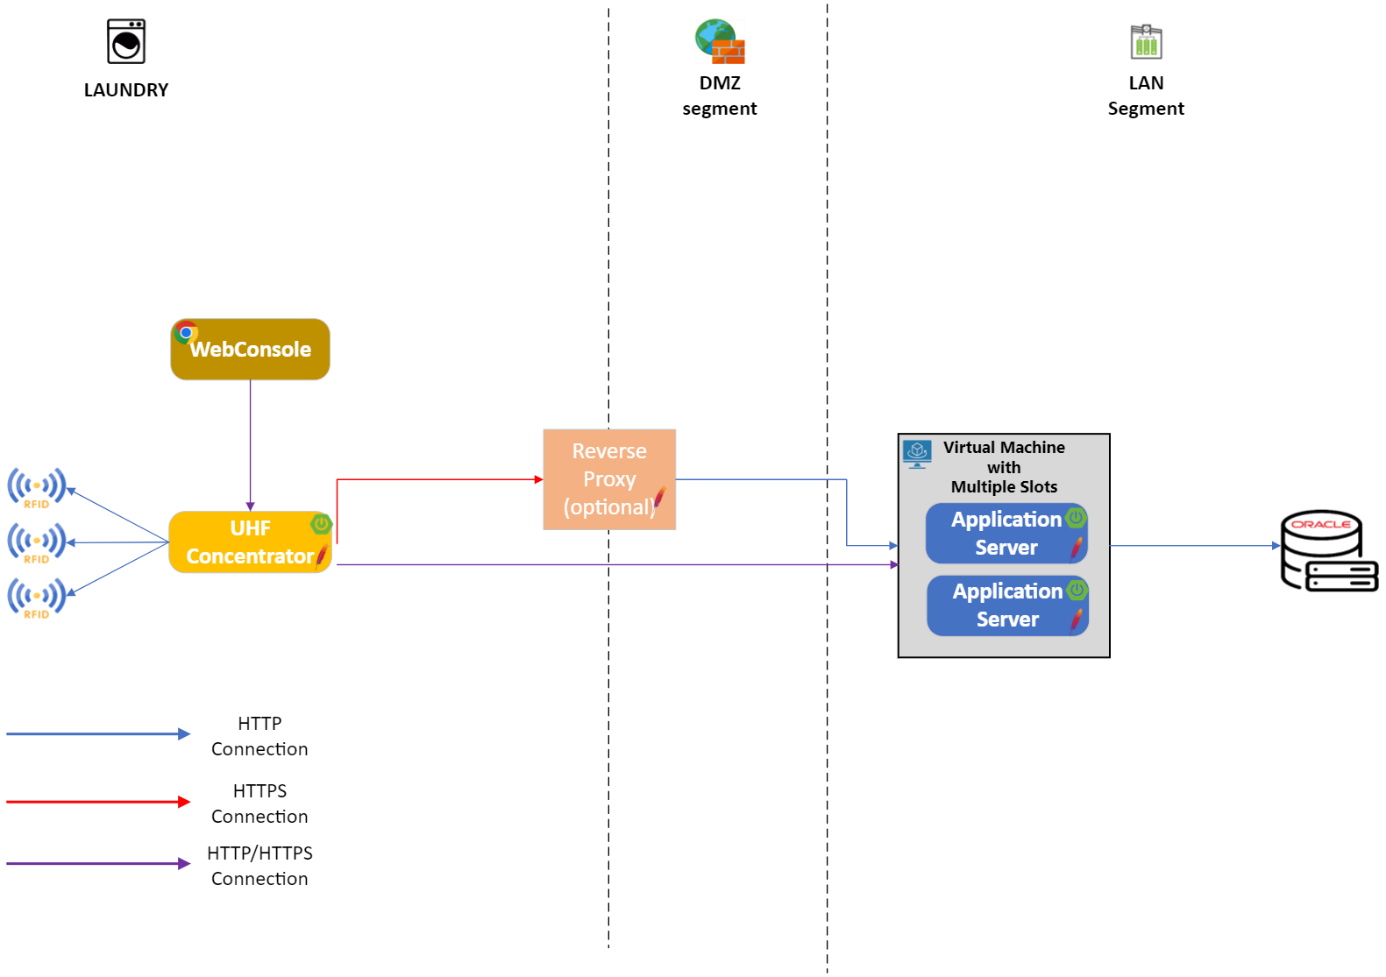 LAUNDRY
DMZ
segment
LAN
Segment
WebConsole
Reverse
Proxy
(optional)
Virtual Machine
with
Multiple Slots
RFID
RFID
RFID
UHF
Concentrator
Application
Server
Application
Server
ORACLE
HTTP
Connection
HTTPS
Connection
HTTP/HTTPS
Connection